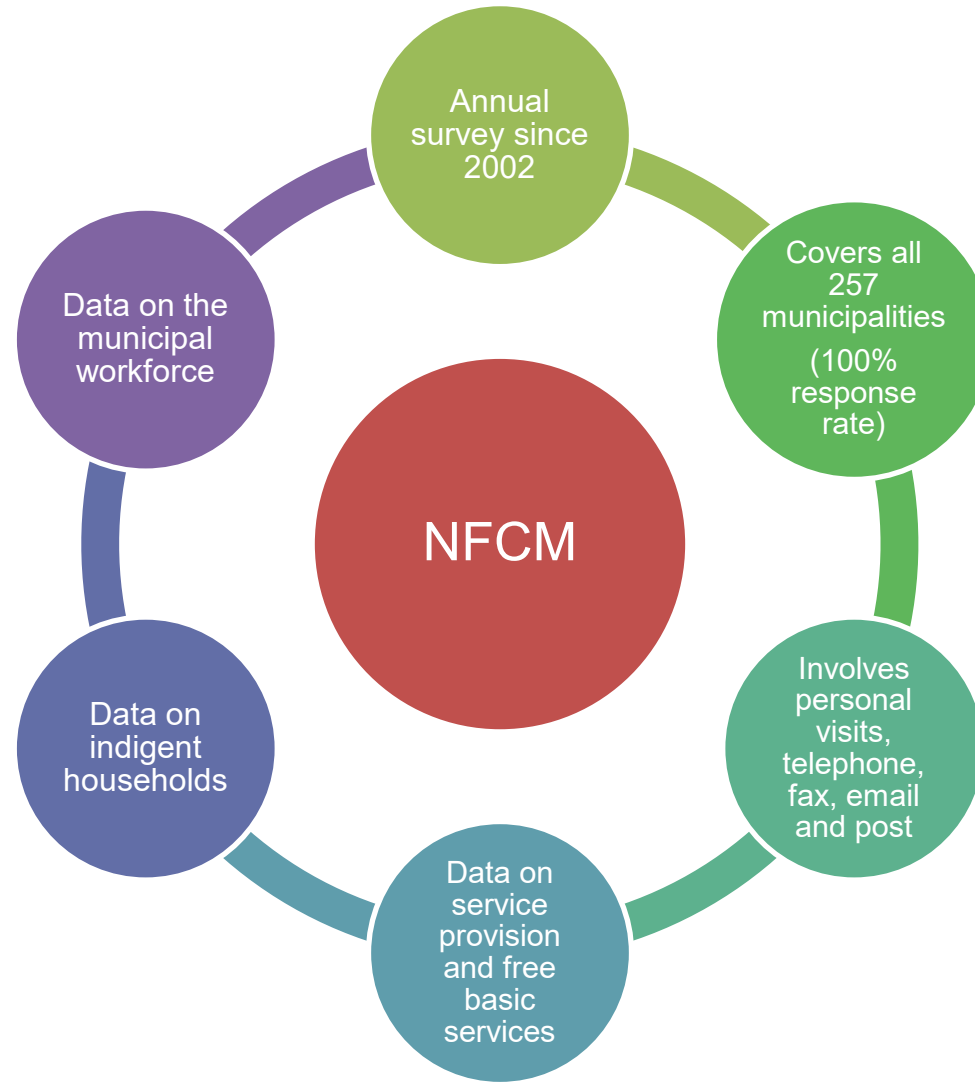 Annual
survey since
2002
Covers all
257
municipalities
(100%
response
rate)
Involves
personal
visits,
telephone,
fax, email
and post
Data on
service
provision
and free
basic
services
Data on
indigent
households
Data on the
municipal
workforce
NFCM